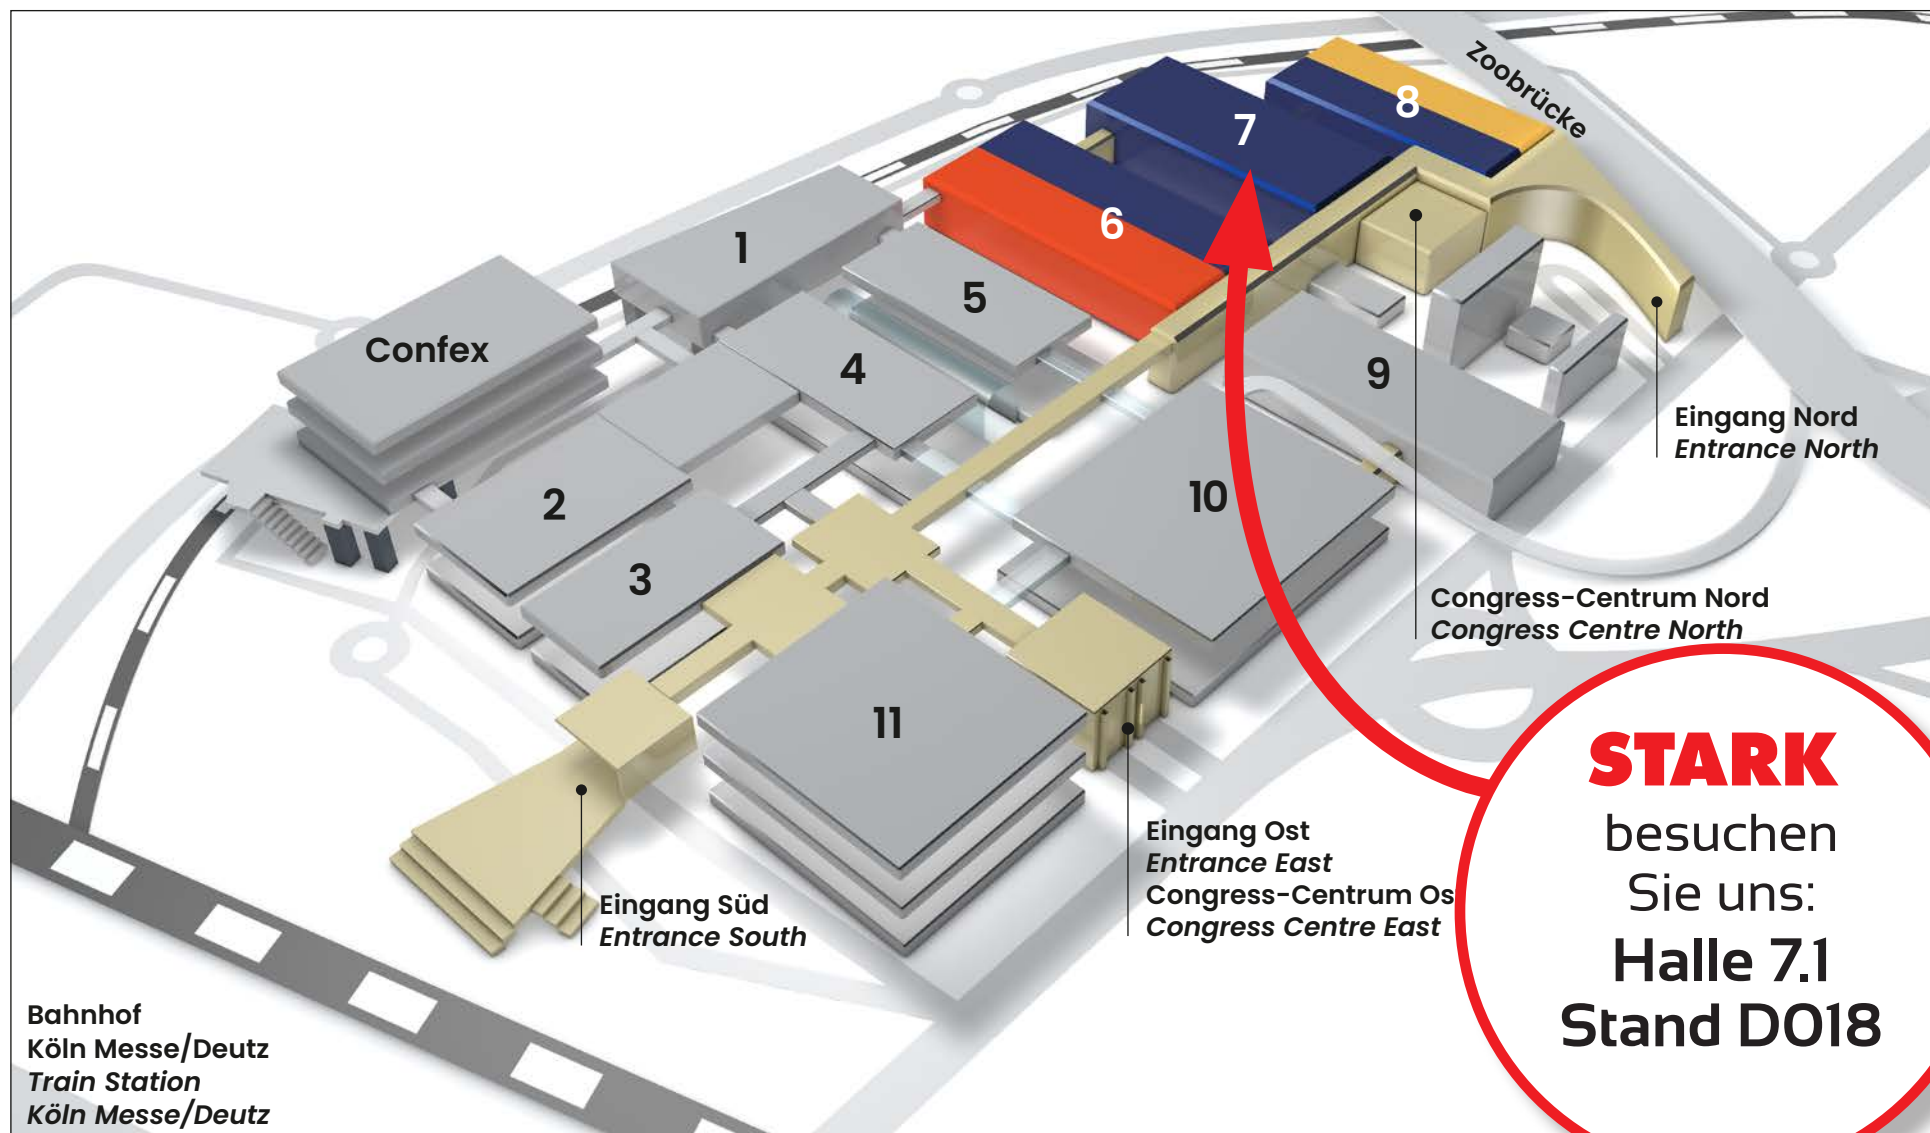 Zoobrücke
8
7
6
1
5
Confex
4
9
Eingang Nord
Entrance North
2
10
3
Congress-Centrum Nord
Congress Centre North
11
STARK
besuchen
Sie uns:
Halle 7.1
Stand D018
Eingang Ost
Entrance East
Congress-Centrum Os
Congress Centre East
Eingang Süd
Entrance South
Bahnhof
Köln Messe/Deutz
Train Station
Köln Messe/Deutz